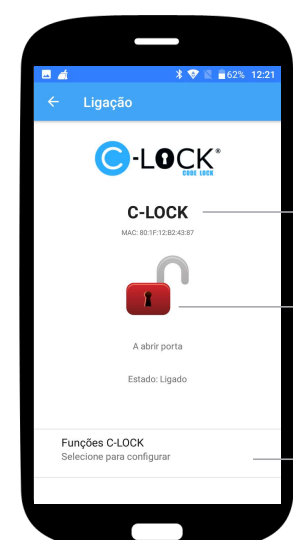 62% 12:21
Ligação
C-LOCK®
CODE LOCK
C-LOCK
MAC: 80:1F:12:B2:43:87
A abrir porta
Estado: Ligado
Funções C-LOCK
Selecione para configurar